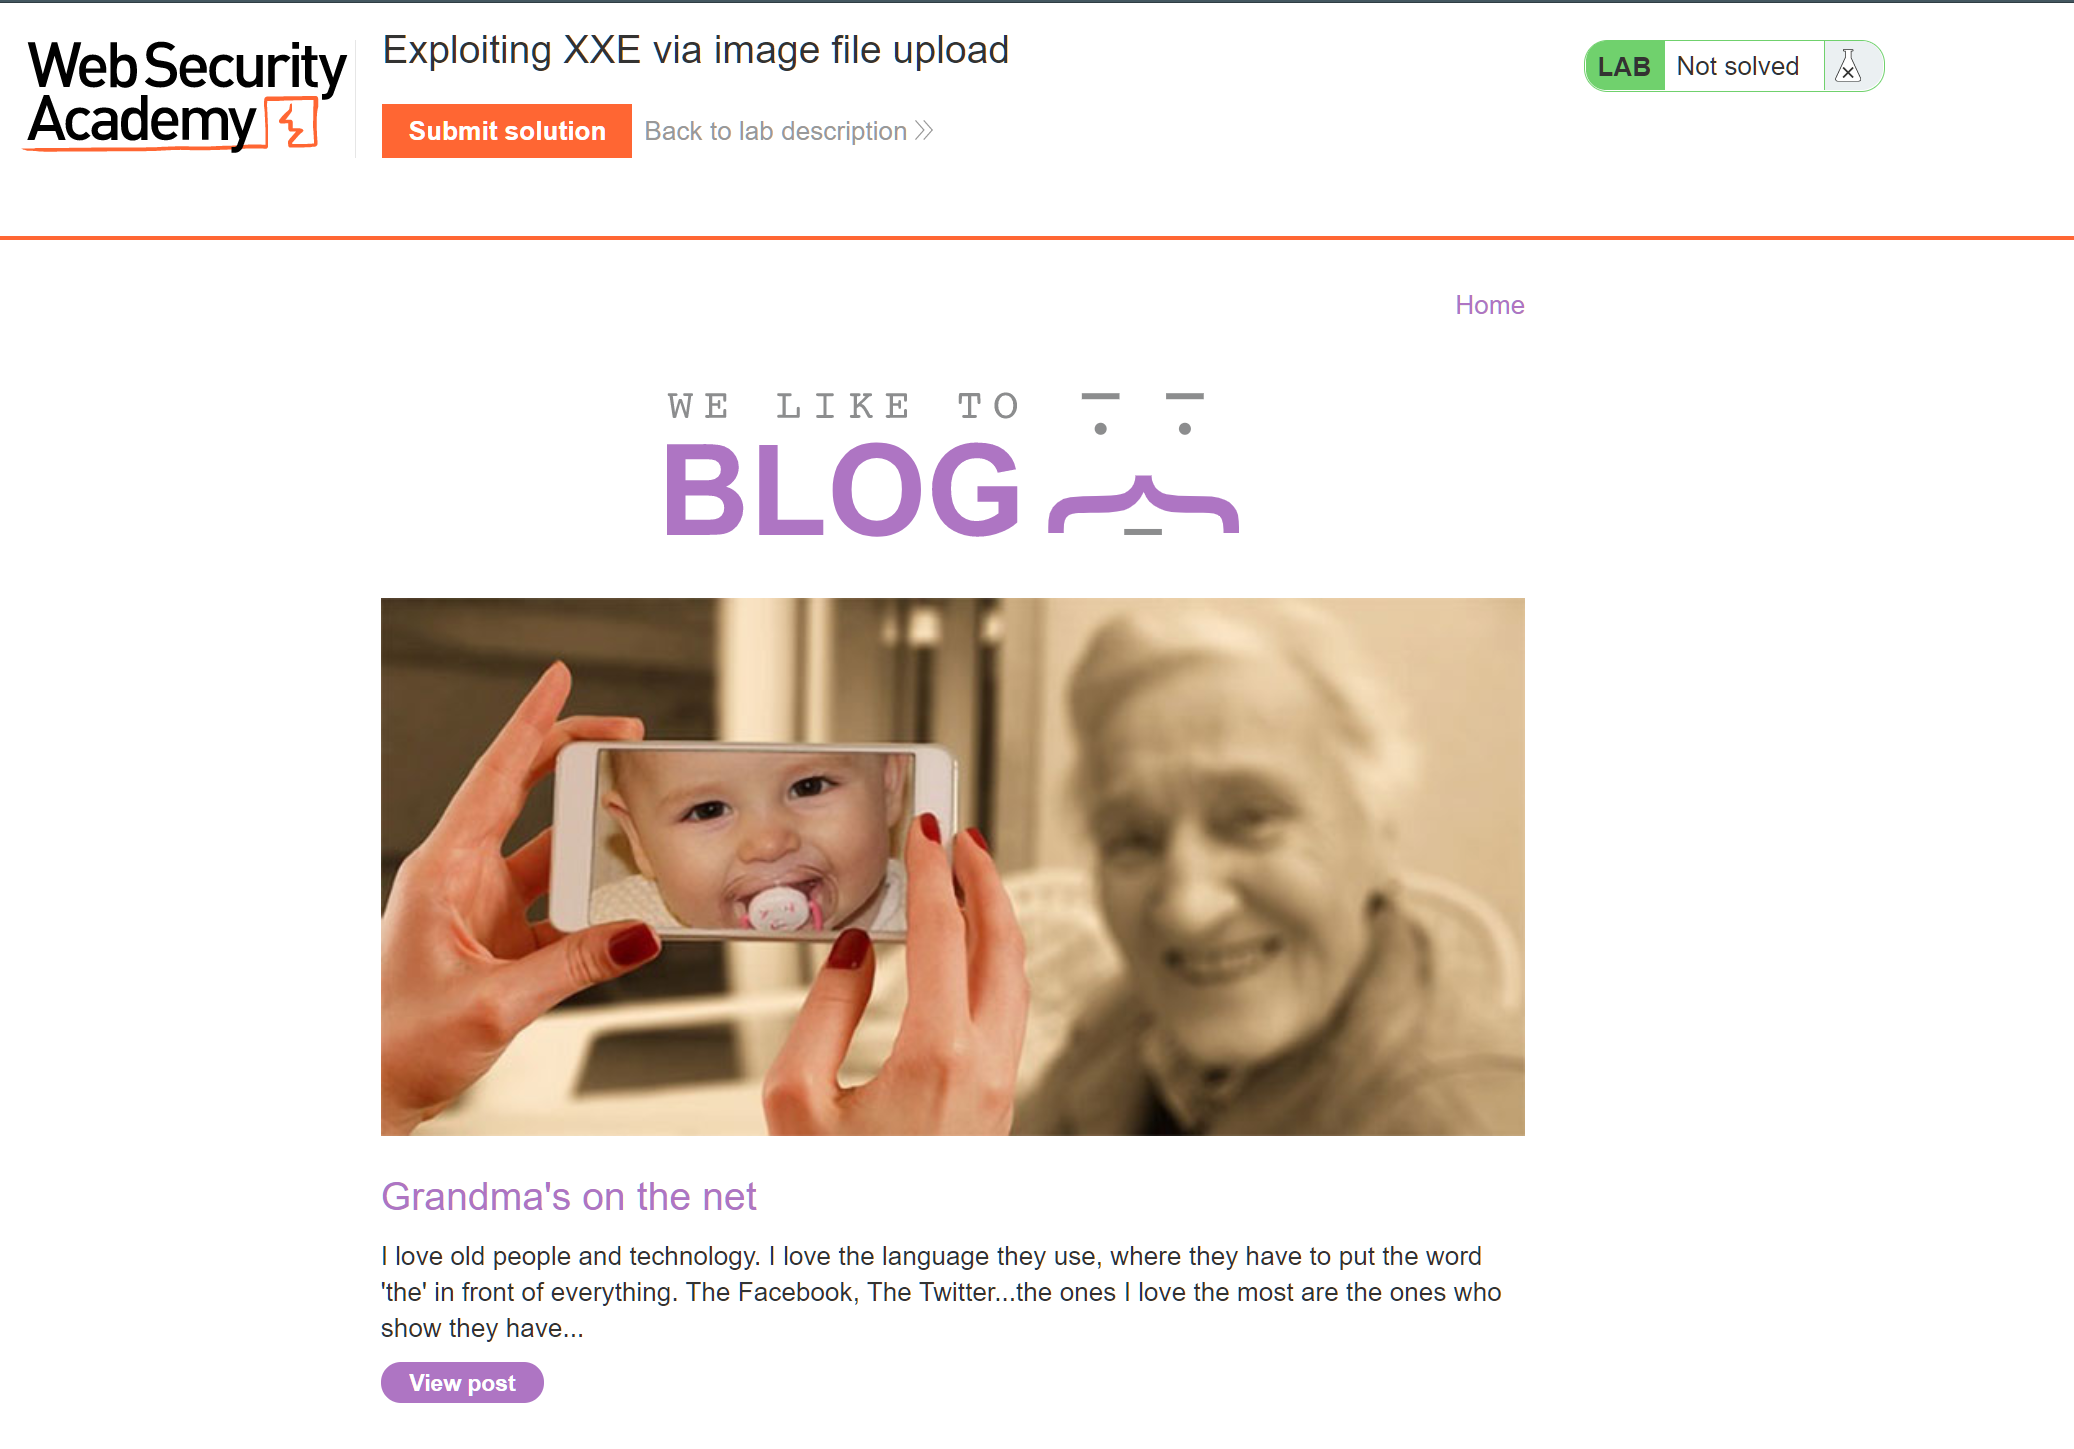 Web Security
Academy
Exploiting XXE via image file upload
Submit solution
Back to lab description
LAB
Not solved
Home
WE LIKE TO
BLOG
Grandma's on the net
I love old people and technology. I love the language they use, where they have to put the word
'the' in front of everything. The Facebook, The Twitter...the ones I love the most are the ones who
show they have...
View post